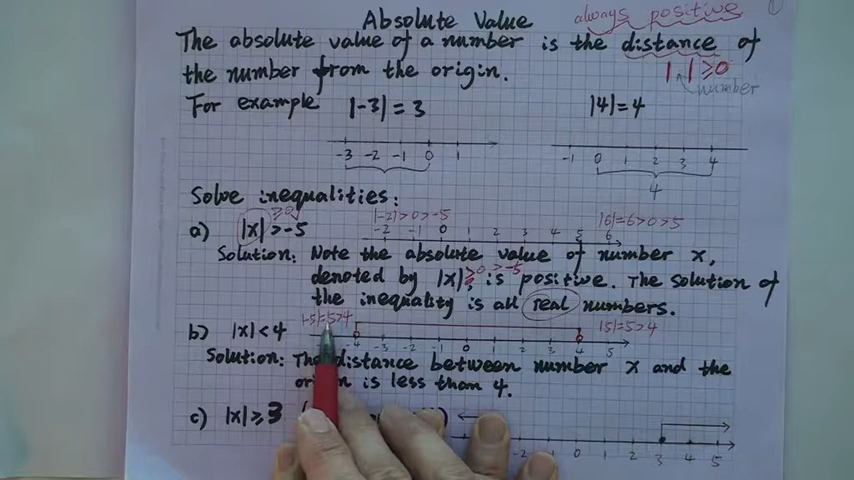 Absolute Value always positive
The absolute value of a number is the distance of
the number from the origin. | | ≥0
number
For example |-3| = 3 |4| = 4
-3 -2 -1 0 1 -1 0 1 2 3 4
4
Solve inequalities:
≥0 |-2|>0>-5 |6|=6>0>5
a) |x| > -5 -2 -1 0 1 2 3 4 5 6
Solution: Note the absolute value of number x,
denoted by |x| ≥0 >-5, is positive. The solution of
the inequality is all real numbers.
|-5|=5>4 |5|=5>4
b) |x| < 4 -4 -3 -2 -1 0 1 2 3 4 5
Solution: The distance between number x and the
origin is less than 4.
c) |x| ≥ 3
-2 -1 0 1 2 3 4 5